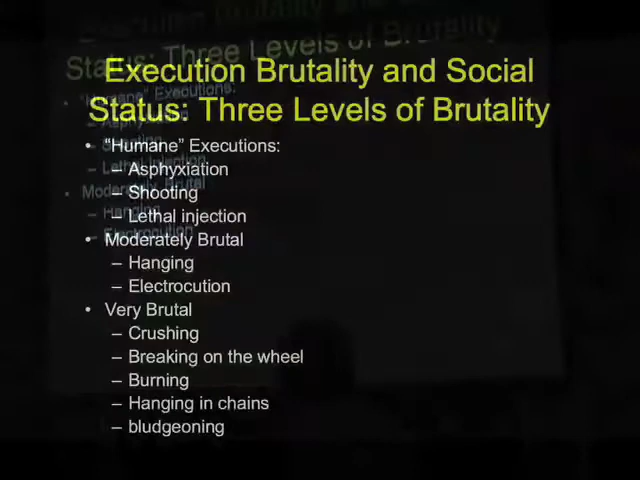 Execution Brutality and Social
Status: Three Levels of Brutality
• “Humane” Executions:
– Asphyxiation
– Shooting
– Lethal injection
• Moderately Brutal
– Hanging
– Electrocution
• Very Brutal
– Crushing
– Breaking on the wheel
– Burning
– Hanging in chains
– bludgeoning